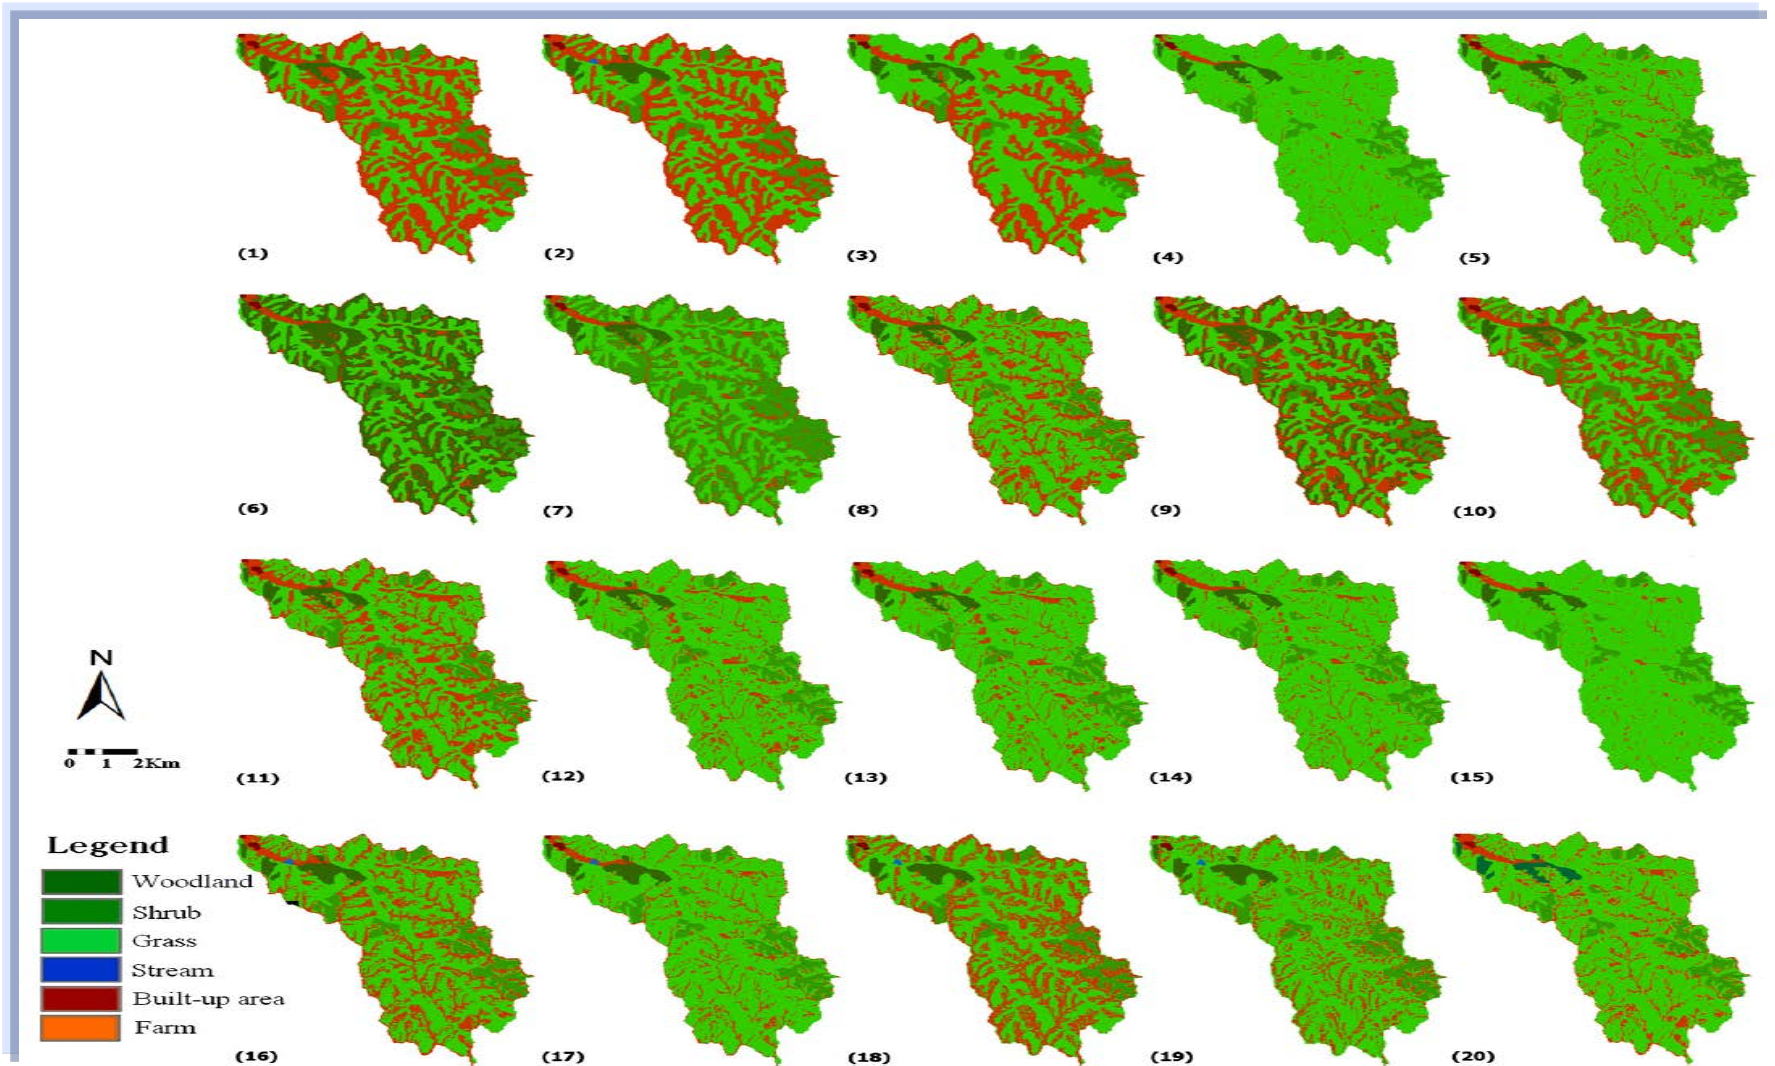 (1)
(2)
(3)
(4)
(5)
(6)
(7)
(8)
(9)
(10)
N
0 1 2Km
(11)
(12)
(13)
(14)
(15)
Legend
Woodland
Shrub
Grass
Stream
Built-up area
Farm
(16)
(17)
(18)
(19)
(20)